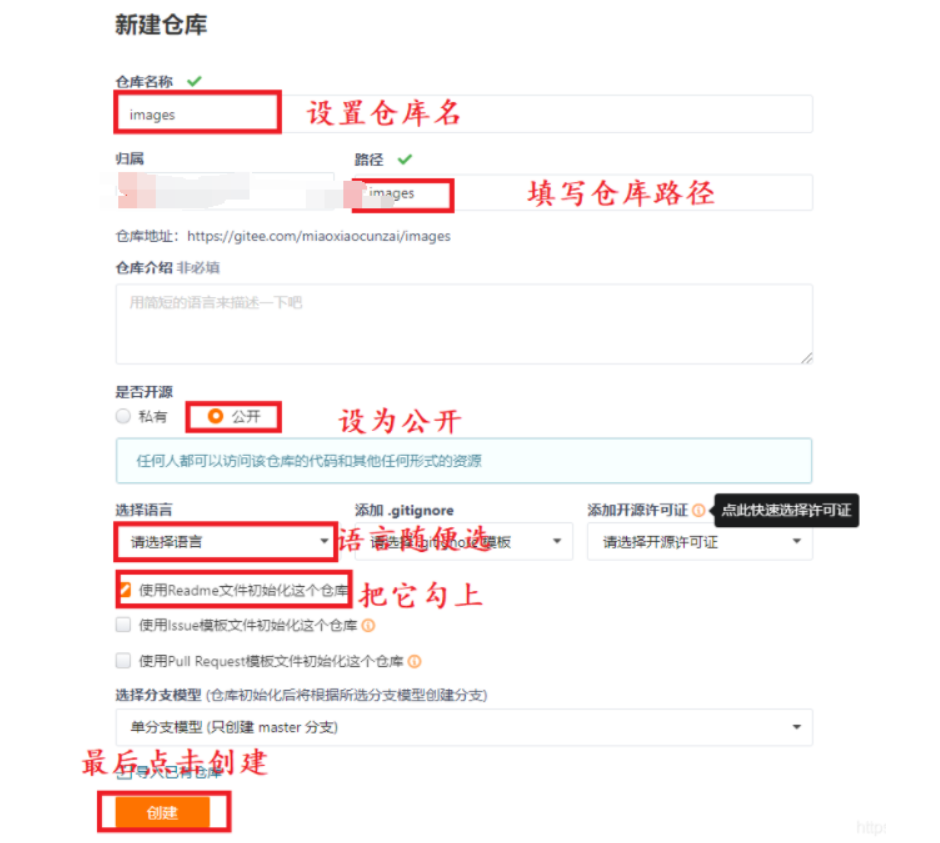 新建仓库
仓库名称
images 设置仓库名
归属 路径
images 填写仓库路径
仓库地址：https://gitee.com/miaoxiaocunzai/images
仓库介绍 非必填
用简短的语言来描述一下吧
是否开源
私有 公开 设为公开
任何人都可以访问该仓库的代码和其他任何形式的资源
选择语言 添加 .gitignore 添加开源许可证 点此快速选择许可证
请选择语言 语言随便选 请选择 .gitignore 模板 请选择开源许可证
使用Readme文件初始化这个仓库 把它勾上
使用Issue模板文件初始化这个仓库
使用Pull Request模板文件初始化这个仓库
选择分支模型 (仓库初始化后将根据所选分支模型创建分支)
单分支模型 (只创建 master 分支)
最后点击创建
导入已有仓库
创建
http: